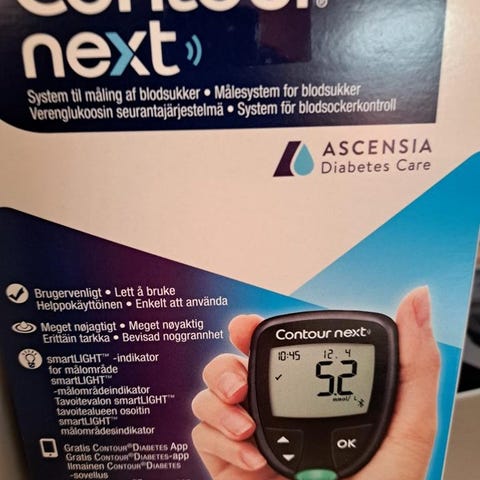 Contour®
next
System til måling af blodsukker • Målesystem for blodsukker
Verenglukoosin seurantajärjestelmä • System för blodsockerkontroll
ASCENSIA
Diabetes Care
Brugervenligt • Lett å bruke
Helppokäyttöinen • Enkelt att använda
Meget nøjagtigt • Meget nøyaktig
Erittäin tarkka • Bevisad noggrannhet
smartLIGHT™ -indikator
for målområde
smartLIGHT™
-målområdeindikator
Tavoitevalon smartLIGHT™
tavoitealueen osoitin
smartLIGHT™
målområdesindikator
Gratis CONTOUR®DIABETES App
Gratis CONTOUR®DIABETES-app
Ilmainen CONTOUR®DIABETES
-sovellus
Contour next
10:45 12. 4
✓ 5.2
mmol/L
OK